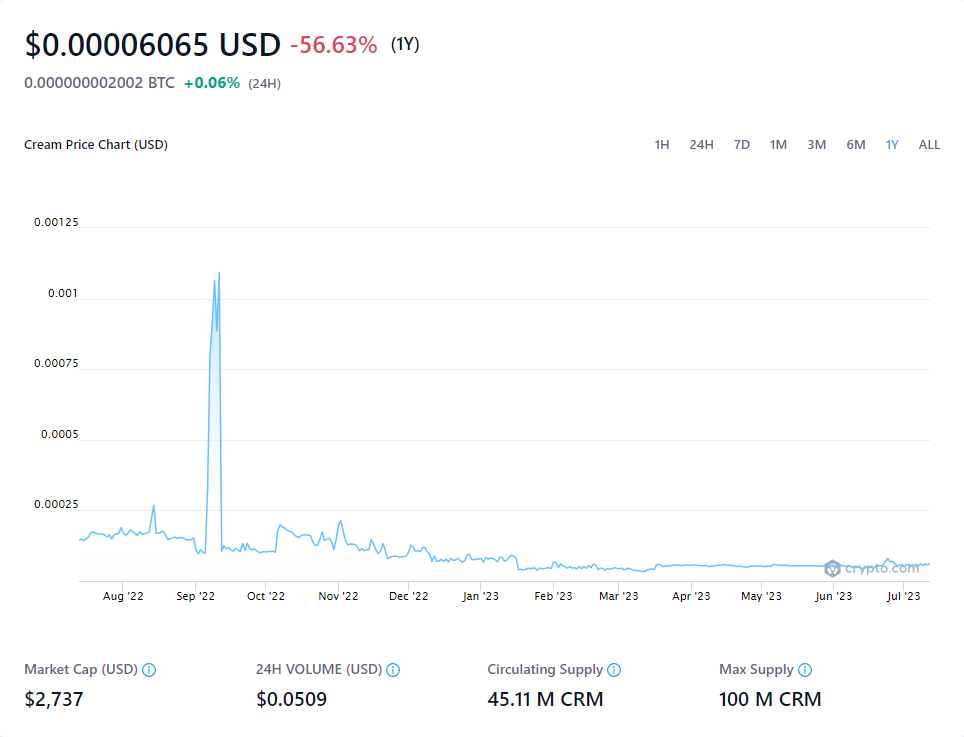 $0.00006065 USD -56.63% (1Y)
0.000000002002 BTC +0.06% (24H)
Cream Price Chart (USD) 1H 24H 7D 1M 3M 6M 1Y ALL
0.00125
0.001
0.00075
0.0005
0.00025
crypto.com
Aug '22 Sep '22 Oct '22 Nov '22 Dec '22 Jan '23 Feb '23 Mar '23 Apr '23 May '23 Jun '23 Jul '23
Market Cap (USD) 24H VOLUME (USD) Circulating Supply Max Supply
$2,737 $0.0509 45.11 M CRM 100 M CRM